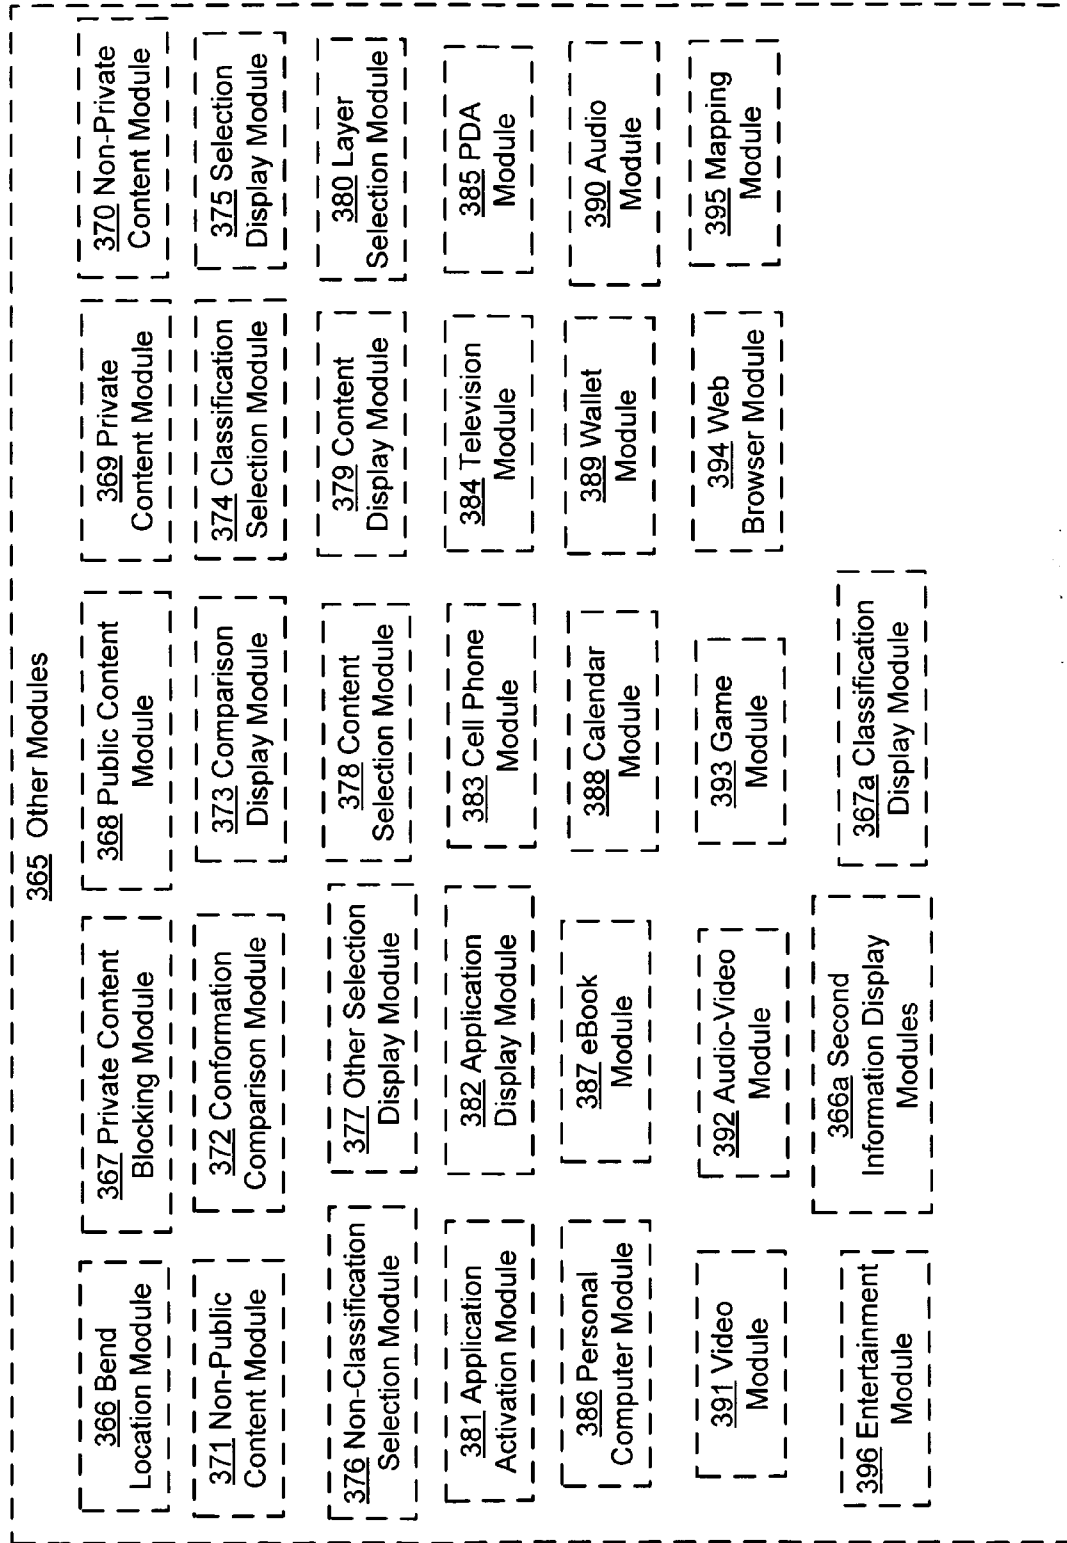 365 Other Modules
366 Bend
Location Module
367 Private Content
Blocking Module
368 Public Content
Module
369 Private
Content Module
370 Non-Private
Content Module
371 Non-Public
Content Module
372 Conformation
Comparison Module
373 Comparison
Display Module
374 Classification
Selection Module
375 Selection
Display Module
376 Non-Classification
Selection Module
377 Other Selection
Display Module
378 Content
Selection Module
379 Content
Display Module
380 Layer
Selection Module
381 Application
Activation Module
382 Application
Display Module
383 Cell Phone
Module
384 Television
Module
385 PDA
Module
386 Personal
Computer Module
387 eBook
Module
388 Calendar
Module
389 Wallet
Module
390 Audio
Module
391 Video
Module
392 Audio-Video
Module
393 Game
Module
394 Web
Browser Module
395 Mapping
Module
396 Entertainment
Module
366a Second
Information Display
Modules
367a Classification
Display Module